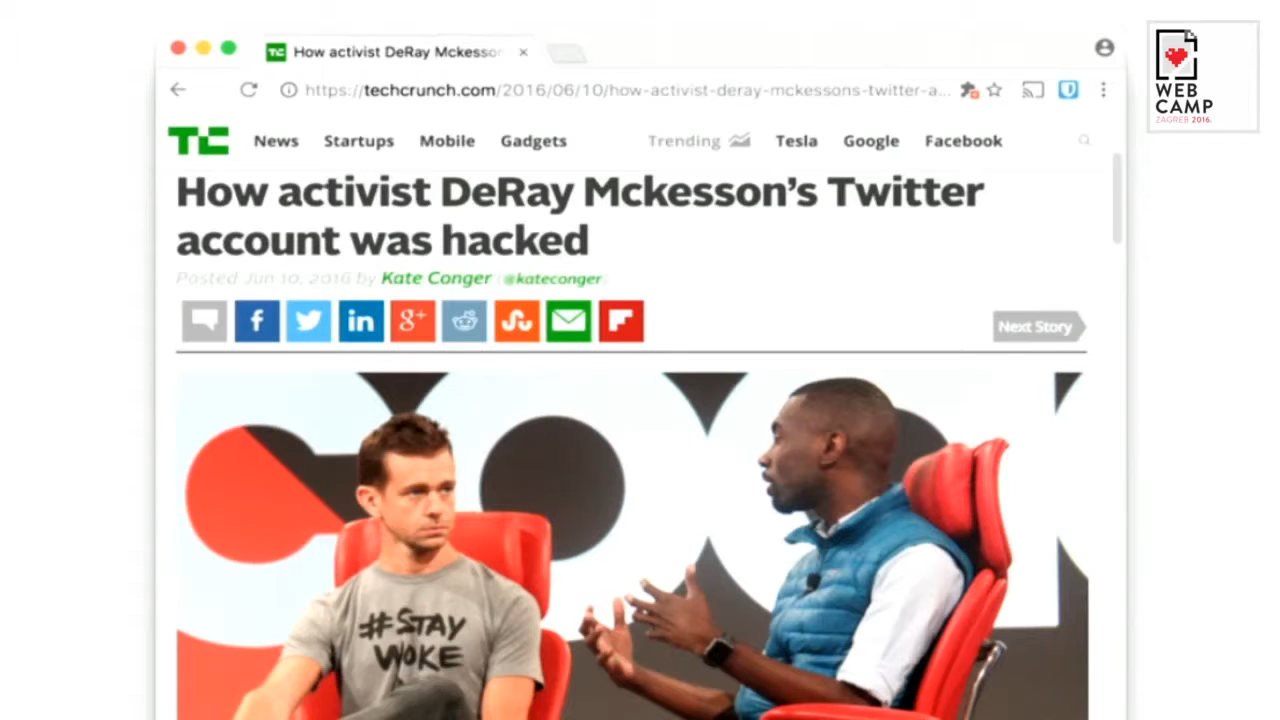 How activist DeRay Mckesson
https://techcrunch.com/2016/06/10/how-activist-deray-mckessons-twitter-a...
WEB
CAMP
ZAGREB 2016.
TC News Startups Mobile Gadgets Trending Tesla Google Facebook
How activist DeRay Mckesson's Twitter
account was hacked
Posted Jun 10, 2016 by Kate Conger (@kateconger)
f in g+
Next Story
#STAY
WOKE